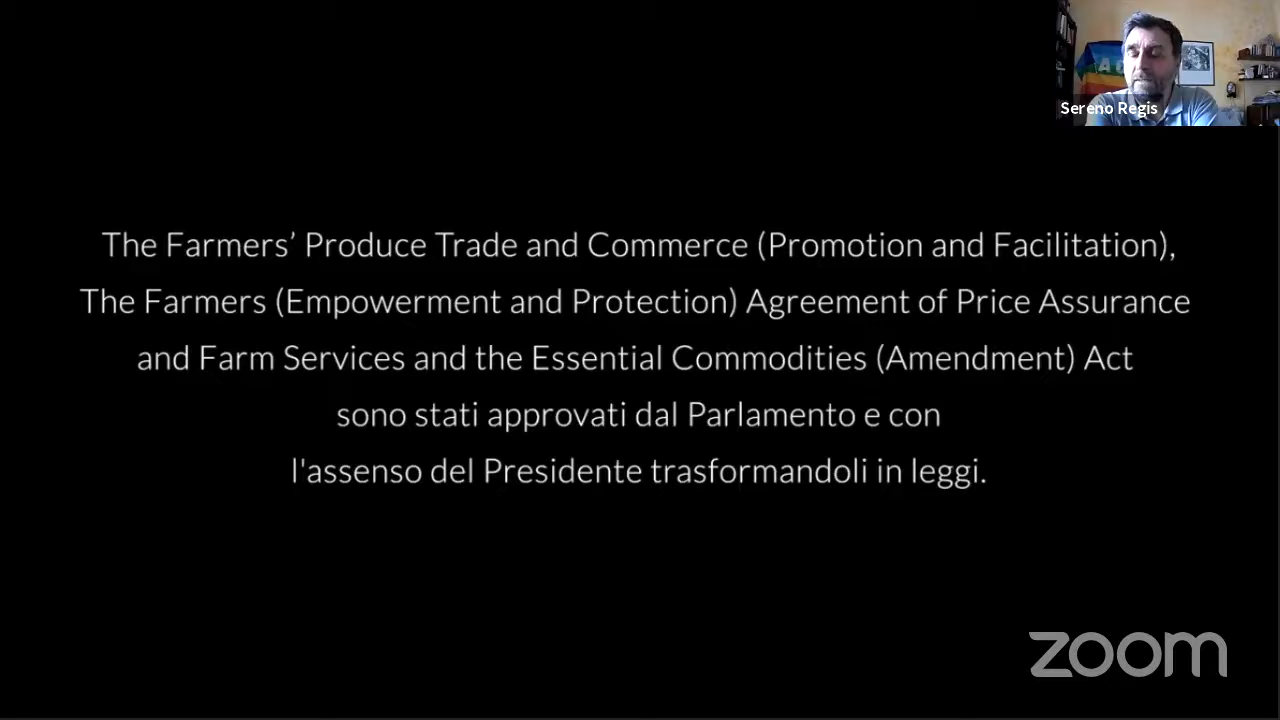 Sereno Regis
The Farmers’ Produce Trade and Commerce (Promotion and Facilitation),
The Farmers (Empowerment and Protection) Agreement of Price Assurance
and Farm Services and the Essential Commodities (Amendment) Act
sono stati approvati dal Parlamento e con
l'assenso del Presidente trasformandoli in leggi.
zoom